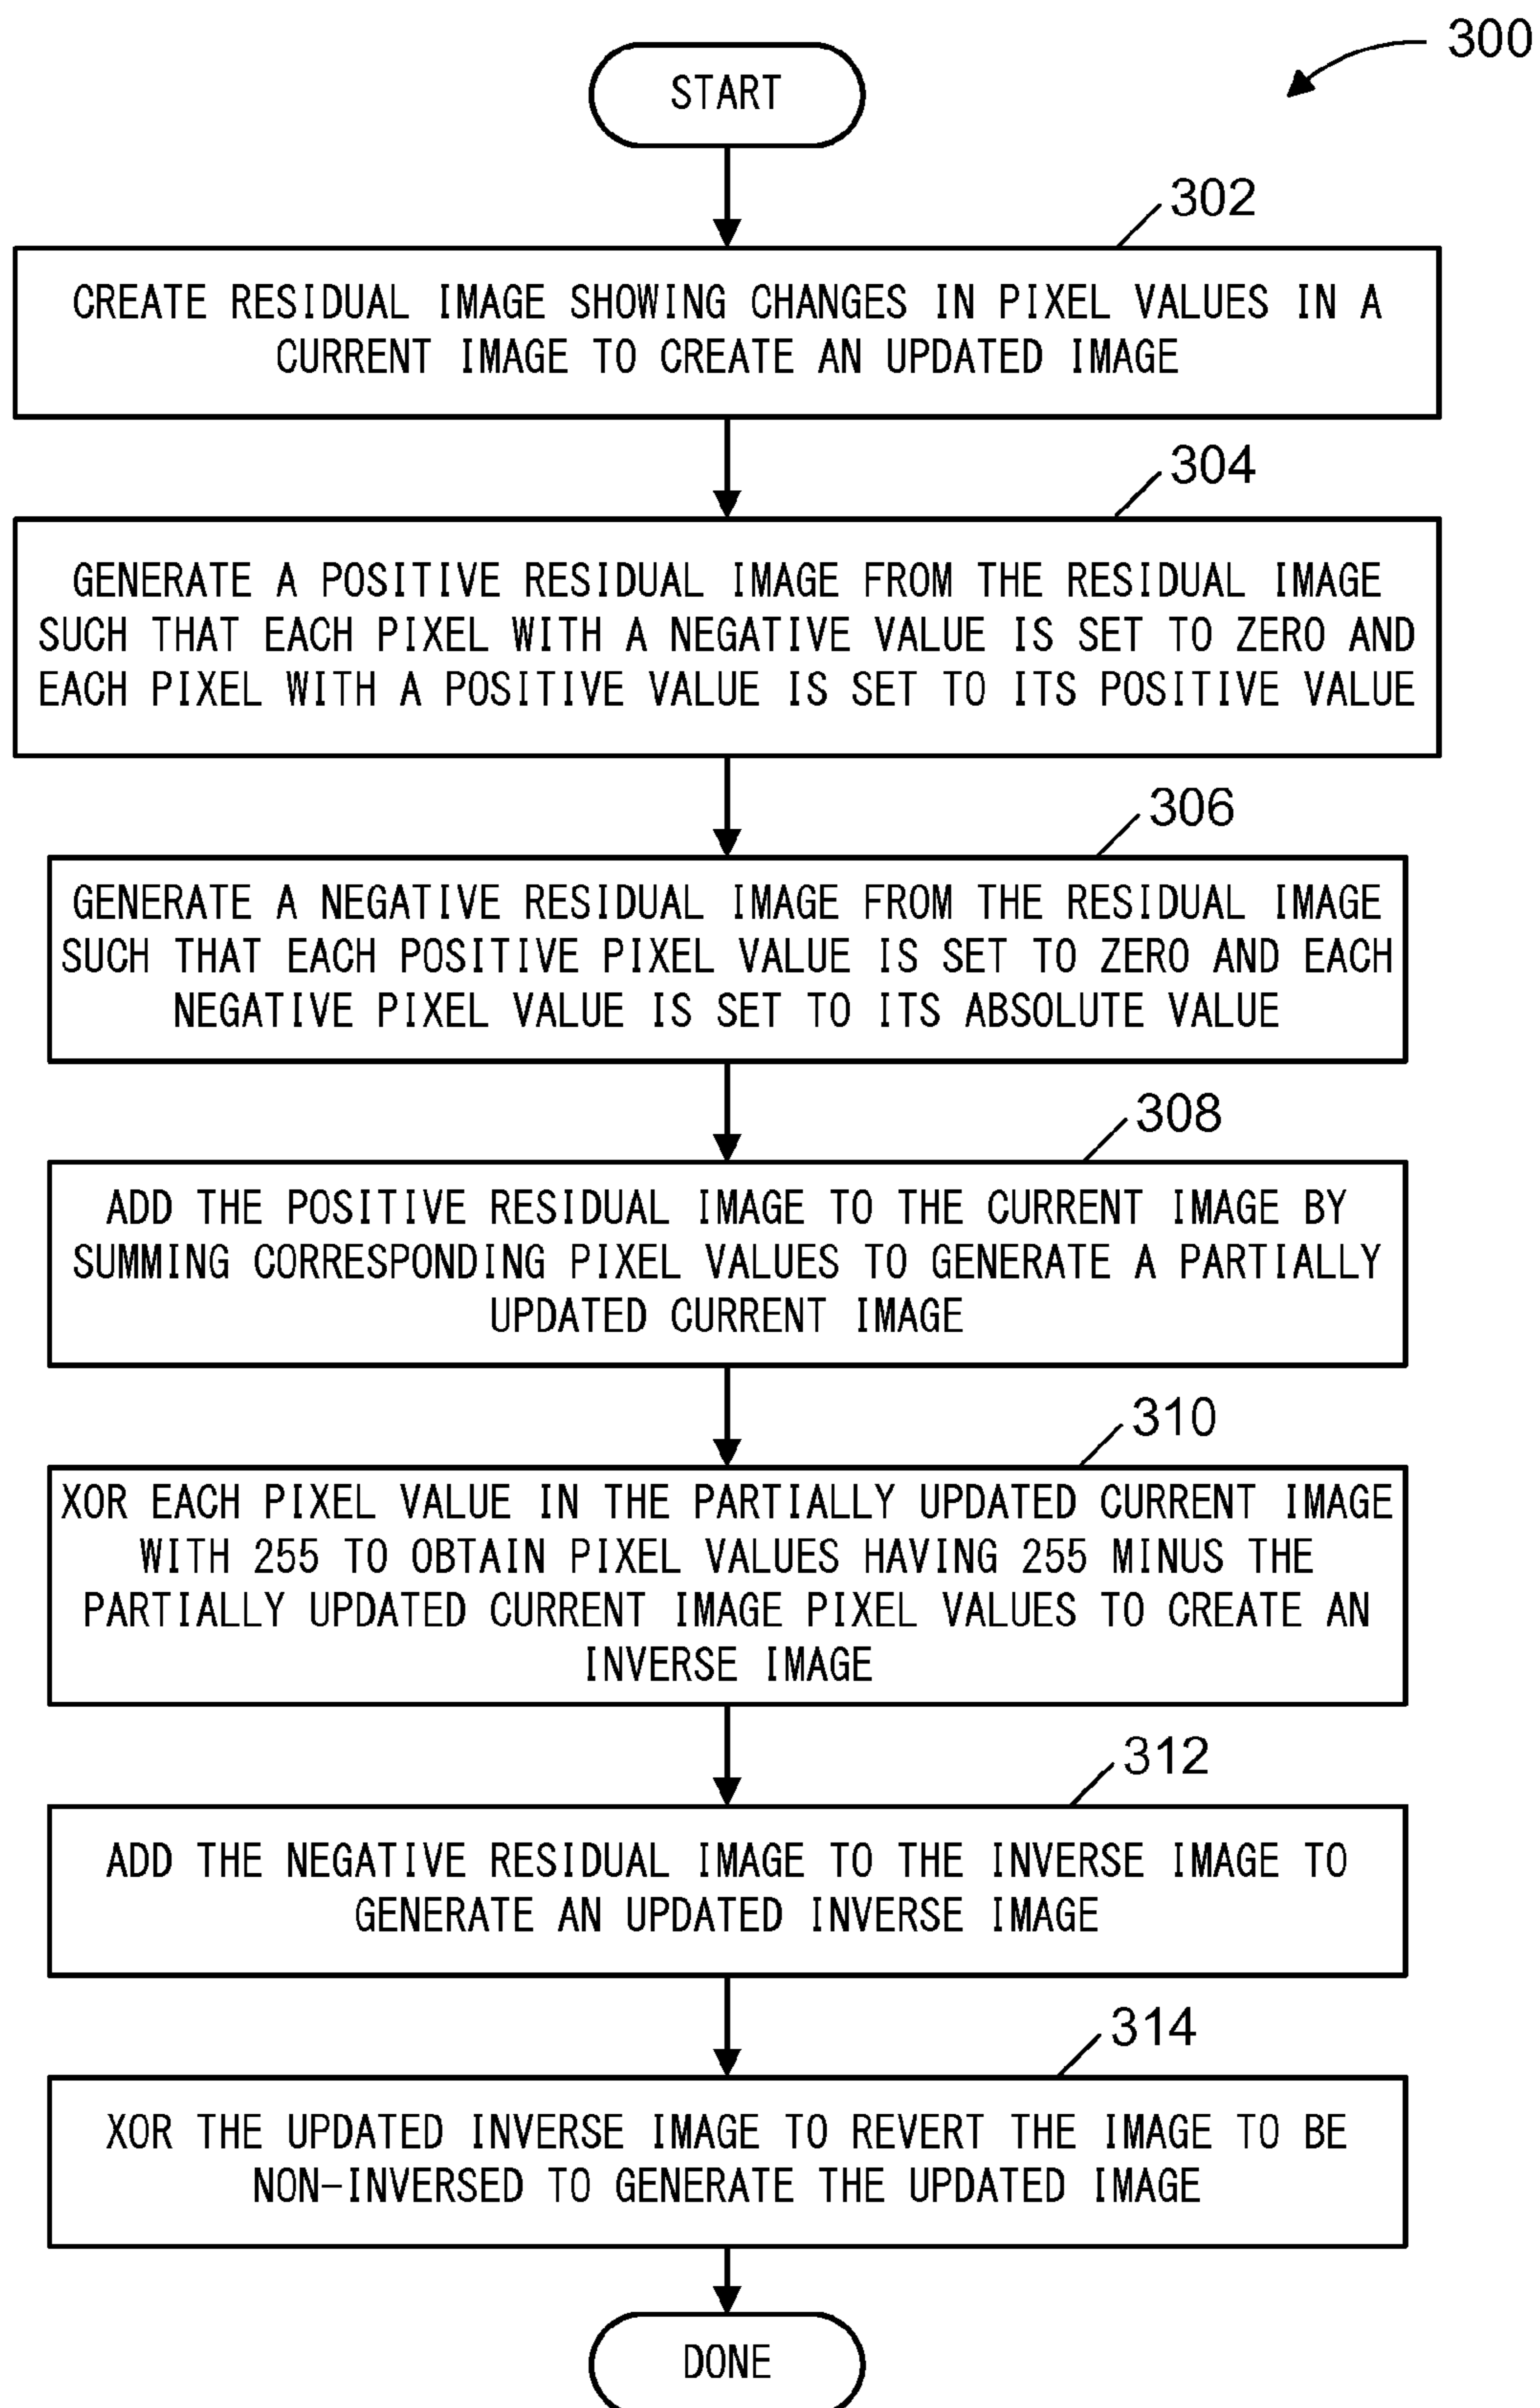 300
START
302
CREATE RESIDUAL IMAGE SHOWING CHANGES IN PIXEL VALUES IN A
CURRENT IMAGE TO CREATE AN UPDATED IMAGE
304
GENERATE A POSITIVE RESIDUAL IMAGE FROM THE RESIDUAL IMAGE
SUCH THAT EACH PIXEL WITH A NEGATIVE VALUE IS SET TO ZERO AND
EACH PIXEL WITH A POSITIVE VALUE IS SET TO ITS POSITIVE VALUE
306
GENERATE A NEGATIVE RESIDUAL IMAGE FROM THE RESIDUAL IMAGE
SUCH THAT EACH POSITIVE PIXEL VALUE IS SET TO ZERO AND EACH
NEGATIVE PIXEL VALUE IS SET TO ITS ABSOLUTE VALUE
308
ADD THE POSITIVE RESIDUAL IMAGE TO THE CURRENT IMAGE BY
SUMMING CORRESPONDING PIXEL VALUES TO GENERATE A PARTIALLY
UPDATED CURRENT IMAGE
310
XOR EACH PIXEL VALUE IN THE PARTIALLY UPDATED CURRENT IMAGE
WITH 255 TO OBTAIN PIXEL VALUES HAVING 255 MINUS THE
PARTIALLY UPDATED CURRENT IMAGE PIXEL VALUES TO CREATE AN
INVERSE IMAGE
312
ADD THE NEGATIVE RESIDUAL IMAGE TO THE INVERSE IMAGE TO
GENERATE AN UPDATED INVERSE IMAGE
314
XOR THE UPDATED INVERSE IMAGE TO REVERT THE IMAGE TO BE
NON-INVERSED TO GENERATE THE UPDATED IMAGE
DONE